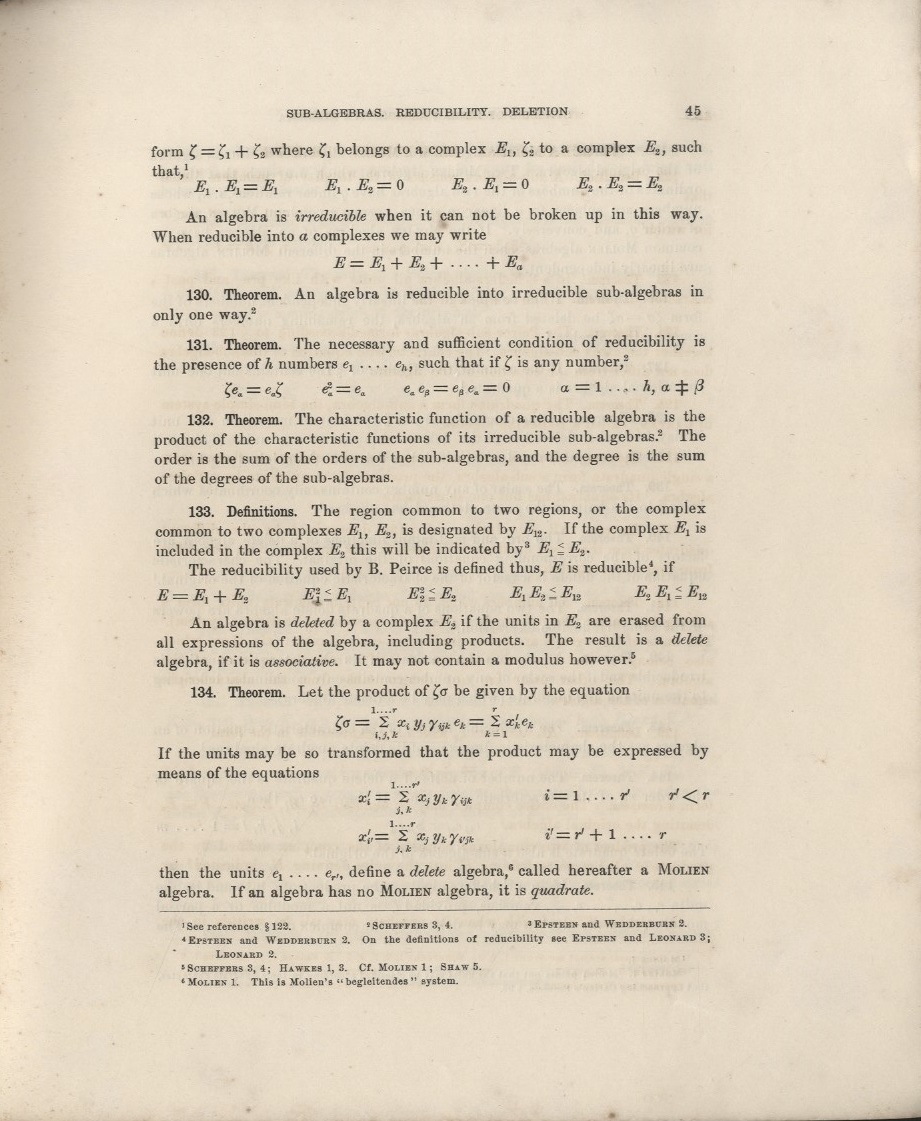 SUB-ALGEBRAS. REDUCIBILITY. DELETION 45
form ζ = ζ₁ + ζ₂ where ζ₁ belongs to a complex E₁, ζ₂ to a complex E₂, such
that,¹
E₁ . E₁ = E₁ E₁ . E₂ = 0 E₂ . E₁ = 0 E₂ . E₂ = E₂
An algebra is irreducible when it can not be broken up in this way.
When reducible into a complexes we may write
E = E₁ + E₂ + .... + Eₐ
130. Theorem. An algebra is reducible into irreducible sub-algebras in
only one way.²
131. Theorem. The necessary and sufficient condition of reducibility is
the presence of h numbers e₁ .... eₕ, such that if ζ is any number,²
ζe_α = e_αζ e²_α = e_α e_α e_β = e_β e_α = 0 α = 1 .... h, α ≠ β
132. Theorem. The characteristic function of a reducible algebra is the
product of the characteristic functions of its irreducible sub-algebras.² The
order is the sum of the orders of the sub-algebras, and the degree is the sum
of the degrees of the sub-algebras.
133. Definitions. The region common to two regions, or the complex
common to two complexes E₁, E₂, is designated by E₁₂. If the complex E₁ is
included in the complex E₂ this will be indicated by³ E₁ ≦ E₂.
The reducibility used by B. Peirce is defined thus, E is reducible⁴, if
E = E₁ + E₂ E₁² ≦ E₁ E₂² ≦ E₂ E₁ E₂ ≦ E₁₂ E₂ E₁ ≦ E₁₂
An algebra is deleted by a complex E₂ if the units in E₂ are erased from
all expressions of the algebra, including products. The result is a delete
algebra, if it is associative. It may not contain a modulus however.⁵
134. Theorem. Let the product of ζσ be given by the equation
1....r r
ζσ = Σ xᵢ yⱼ γᵢⱼₖ eₖ = Σ x′ₖeₖ
i, j, k k = 1
If the units may be so transformed that the product may be expressed by
means of the equations
1....r′
x′ᵢ = Σ xⱼ yₖ γᵢⱼₖ i = 1 .... r′ r′ < r
j, k
1....r
x′ᵢ′ = Σ xⱼ yₖ γᵢ′ⱼₖ i′ = r′ + 1 .... r
j, k
then the units e₁ .... eᵣ′, define a delete algebra,⁶ called hereafter a MOLIEN
algebra. If an algebra has no MOLIEN algebra, it is quadrate.
¹ See references § 122. ² SCHEFFERS 3, 4. ³ EPSTEEN and WEDDERBURN 2.
⁴ EPSTEEN and WEDDERBURN 2. On the definitions of reducibility see EPSTEEN and LEONARD 3;
LEONARD 2.
⁵ SCHEFFERS 3, 4; HAWKES 1, 3. Cf. MOLIEN 1; SHAW 5.
⁶ MOLIEN 1. This is Molien's "begleitendes" system.